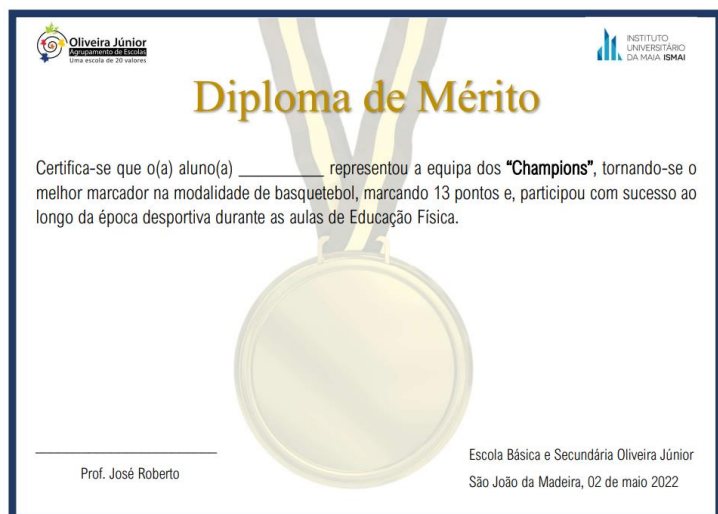 Oliveira Júnior
Agrupamento de Escolas
Uma escola de 20 valores
INSTITUTO
UNIVERSITÁRIO
DA MAIA ISMAI
Diploma de Mérito
Certifica-se que o(a) aluno(a) __________ representou a equipa dos “Champions”, tornando-se o
melhor marcador na modalidade de basquetebol, marcando 13 pontos e, participou com sucesso ao
longo da época desportiva durante as aulas de Educação Física.
Prof. José Roberto
Escola Básica e Secundária Oliveira Júnior
São João da Madeira, 02 de maio 2022